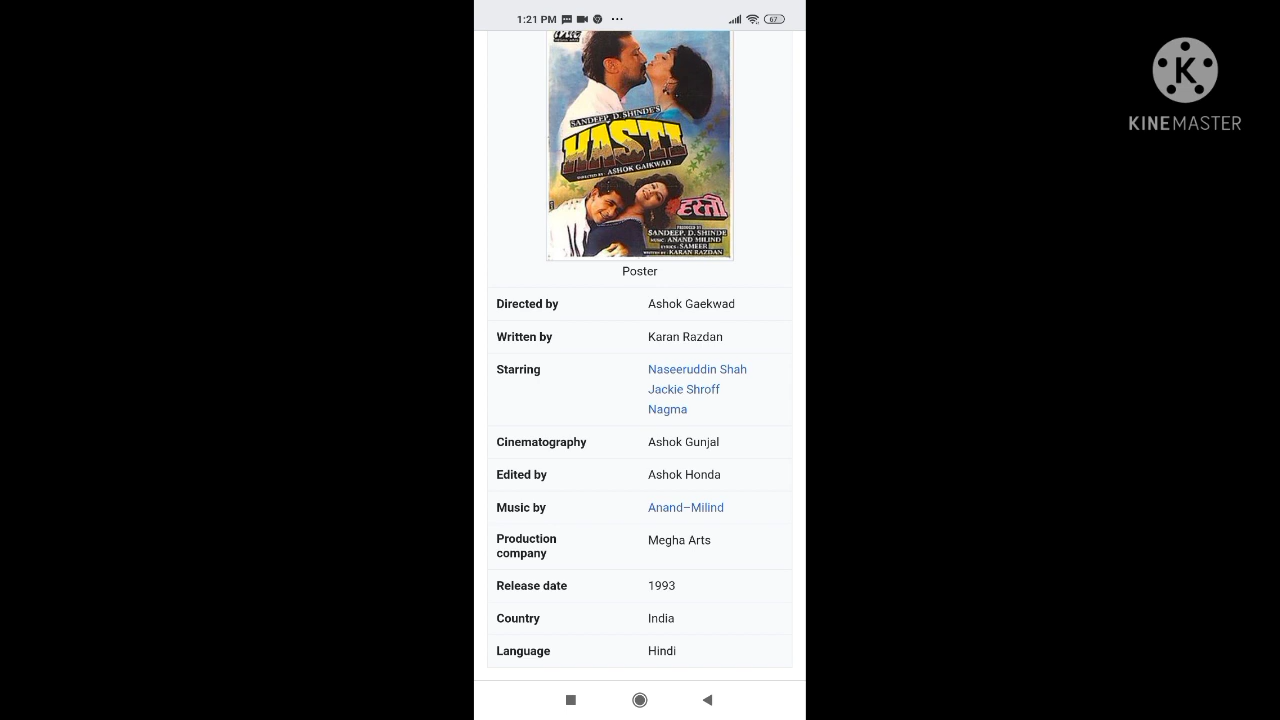 1:21 PM
67
KINEMASTER
SANDEEP. D. SHINDE'S
HASTI
DIRECTED BY: ASHOK GAIKWAD
हस्ती
PRODUCED BY
SANDEEP. D. SHINDE
MUSIC: ANAND MILIND
LYRICS: SAMEER
WRITTEN BY: KARAN RAZDAN
Poster
Directed by Ashok Gaekwad
Written by Karan Razdan
Starring Naseeruddin Shah
Jackie Shroff
Nagma
Cinematography Ashok Gunjal
Edited by Ashok Honda
Music by Anand–Milind
Production company Megha Arts
Release date 1993
Country India
Language Hindi